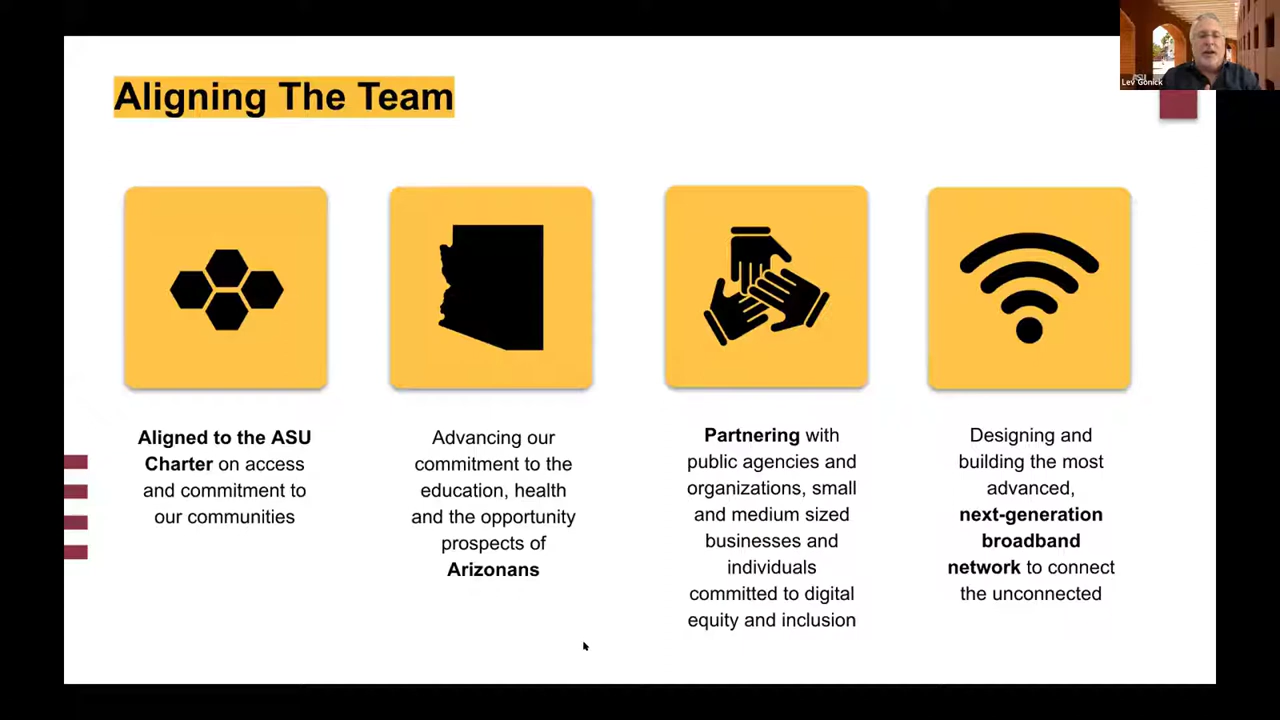 Aligning The Team
Lev Gonick
Aligned to the ASU
Charter on access
and commitment to
our communities
Advancing our
commitment to the
education, health
and the opportunity
prospects of
Arizonans
Partnering with
public agencies and
organizations, small
and medium sized
businesses and
individuals
committed to digital
equity and inclusion
Designing and
building the most
advanced,
next-generation
broadband
network to connect
the unconnected